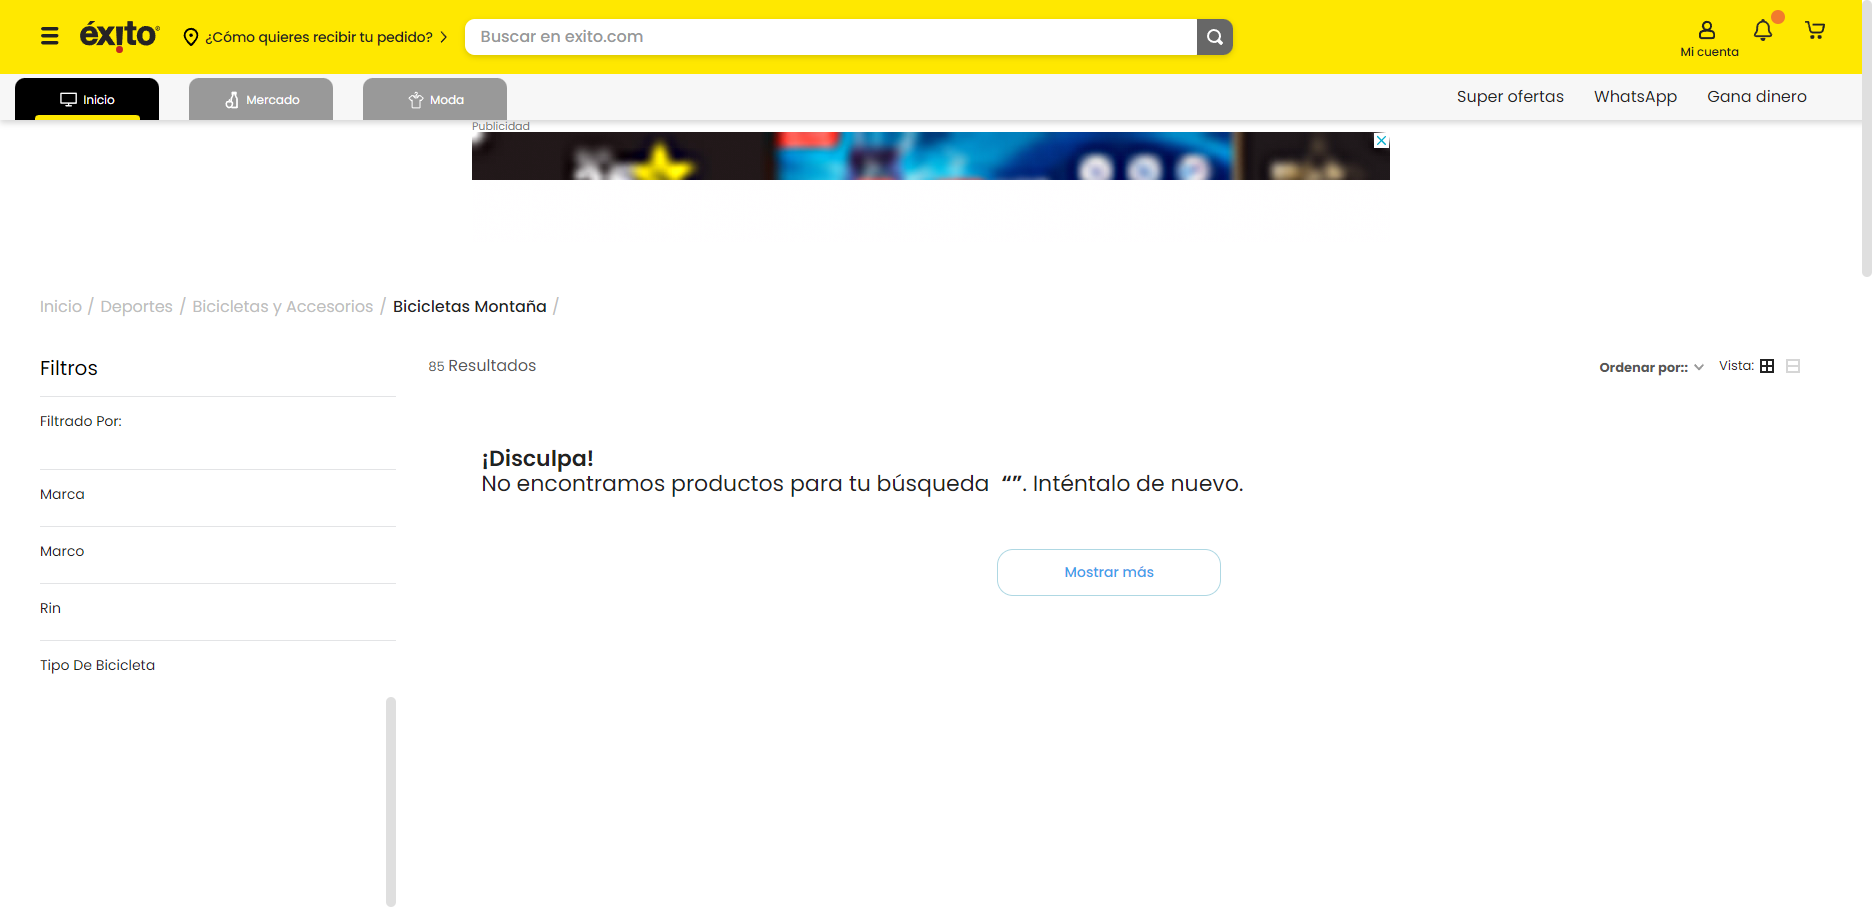 éxito
¿Cómo quieres recibir tu pedido?
Buscar en exito.com
Mi cuenta
Inicio
Mercado
Moda
Super ofertas
WhatsApp
Gana dinero
Publicidad
Inicio / Deportes / Bicicletas y Accesorios / Bicicletas Montaña /
Filtros
85 Resultados
Ordenar por::
Vista:
Filtrado Por:
¡Disculpa!
No encontramos productos para tu búsqueda “”. Inténtalo de nuevo.
Marca
Marco
Mostrar más
Rin
Tipo De Bicicleta